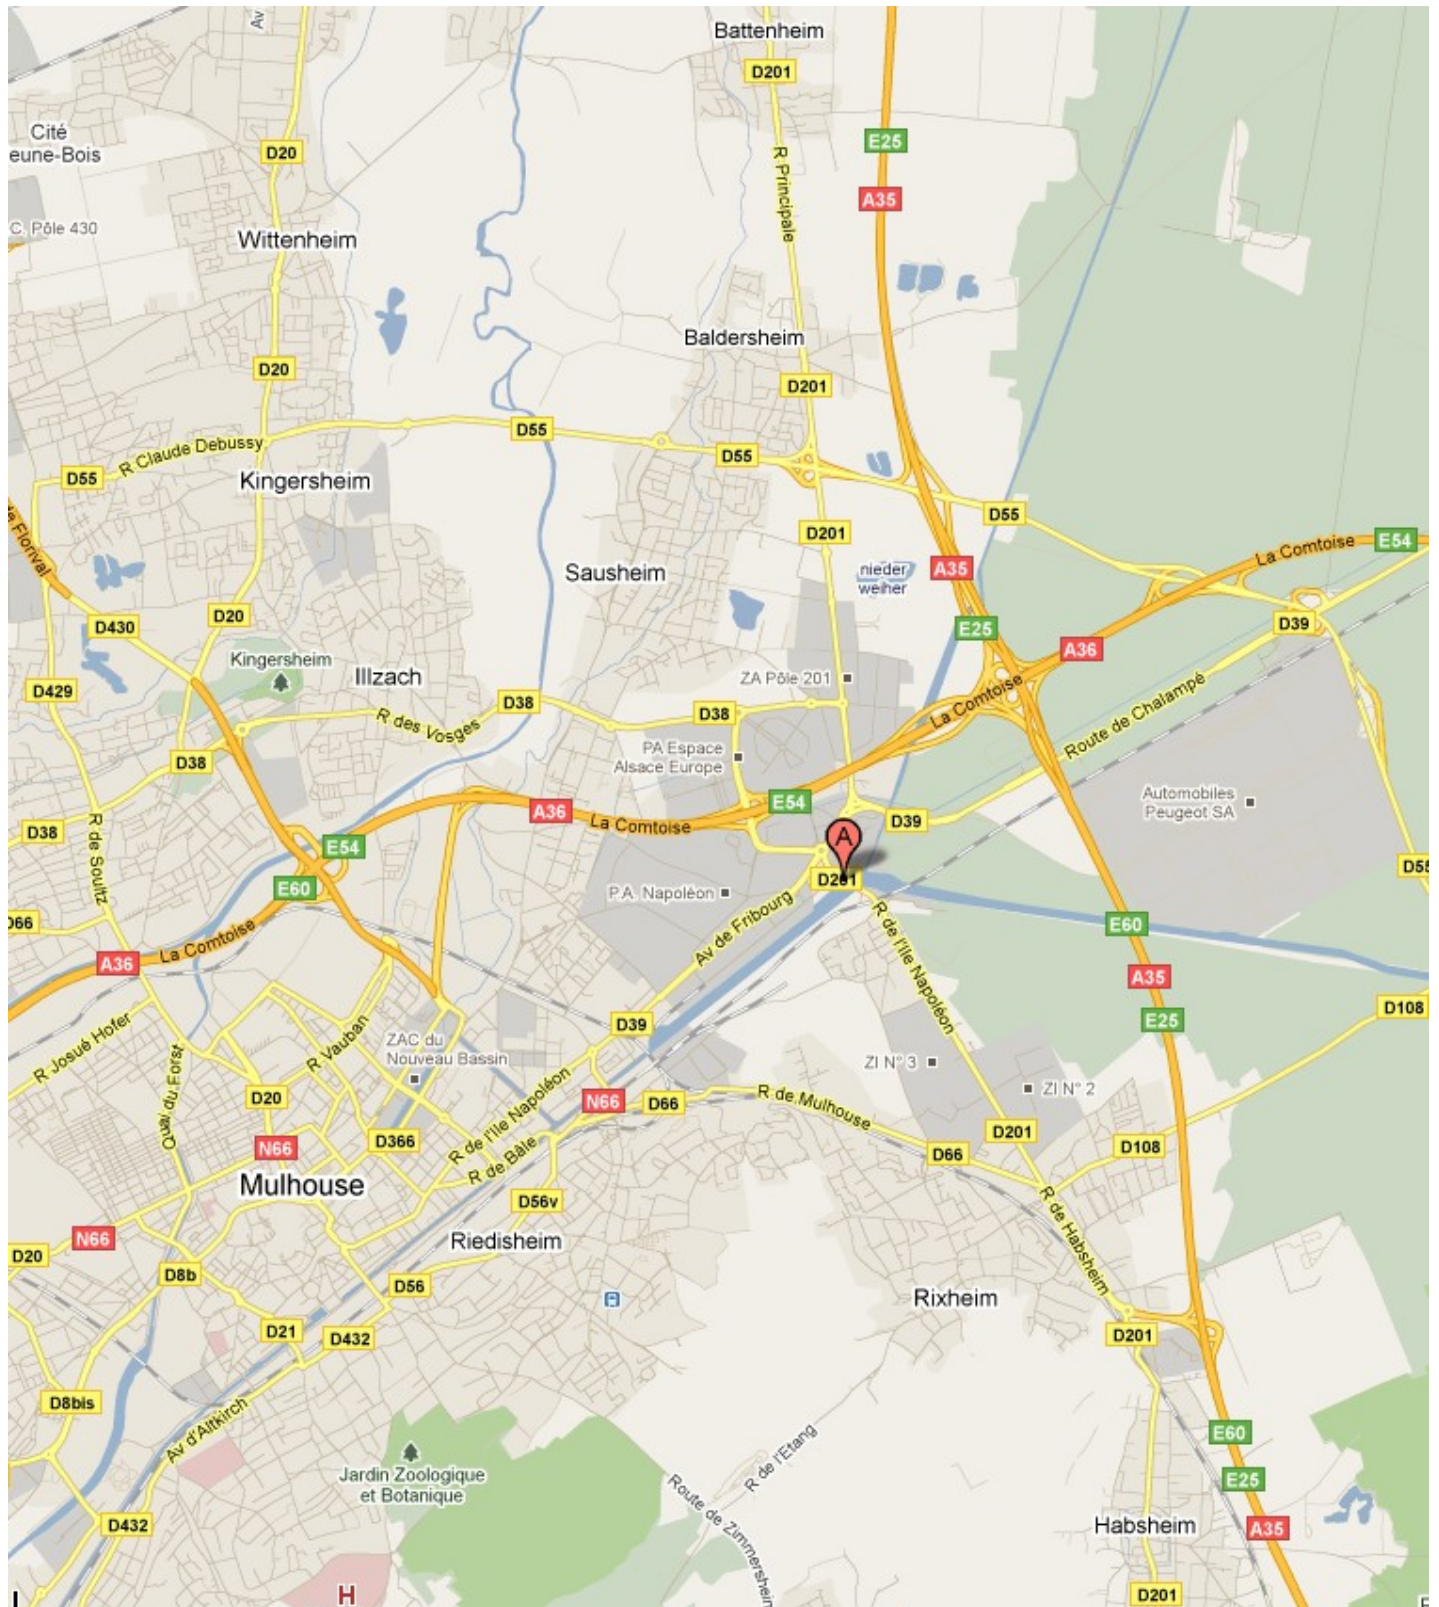 Battenheim
Av
D201
Cité
eune-Bois
D20
E25
R Principale
A35
C. Pôle 430
Wittenheim
Baldersheim
D20
D201
D55
R Claude Debussy
D55
D55
Kingersheim
D55
D201
de Florival
La Comtoise
E54
Sausheim
nieder
weiher
A35
D20
D430
E25
D39
Kingersheim
A36
Illzach
ZA Pôle 201
D429
D38
La Comtoise
Route de Chalampé
R des Vosges
D38
PA Espace
Alsace Europe
D38
Automobiles
Peugeot SA
E54
A36
La Comtoise
D39
D38
R de Soultz
E54
A
D201
D55
E60
P.A. Napoléon
D66
La Comtoise
Av de Fribourg
R de l'Ile Napoléon
E60
A36
A35
D108
R Josué Hofer
D39
E25
R Vauban
ZAC du
Nouveau Bassin
ZI N° 3
ZI N° 2
Quai du Forst
D20
R de l'Ile Napoléon
N66
D66
R de Mulhouse
D366
D201
N66
R de Bâle
D66
D108
Mulhouse
D56v
R de Habsheim
N66
Riedisheim
D20
D8b
D56
Rixheim
D21
D432
D201
D8bis
Av d'Altkirch
E60
R de l'Etang
Jardin Zoologique
et Botanique
E25
Route de Zimmersheim
D432
Habsheim
A35
H
D201